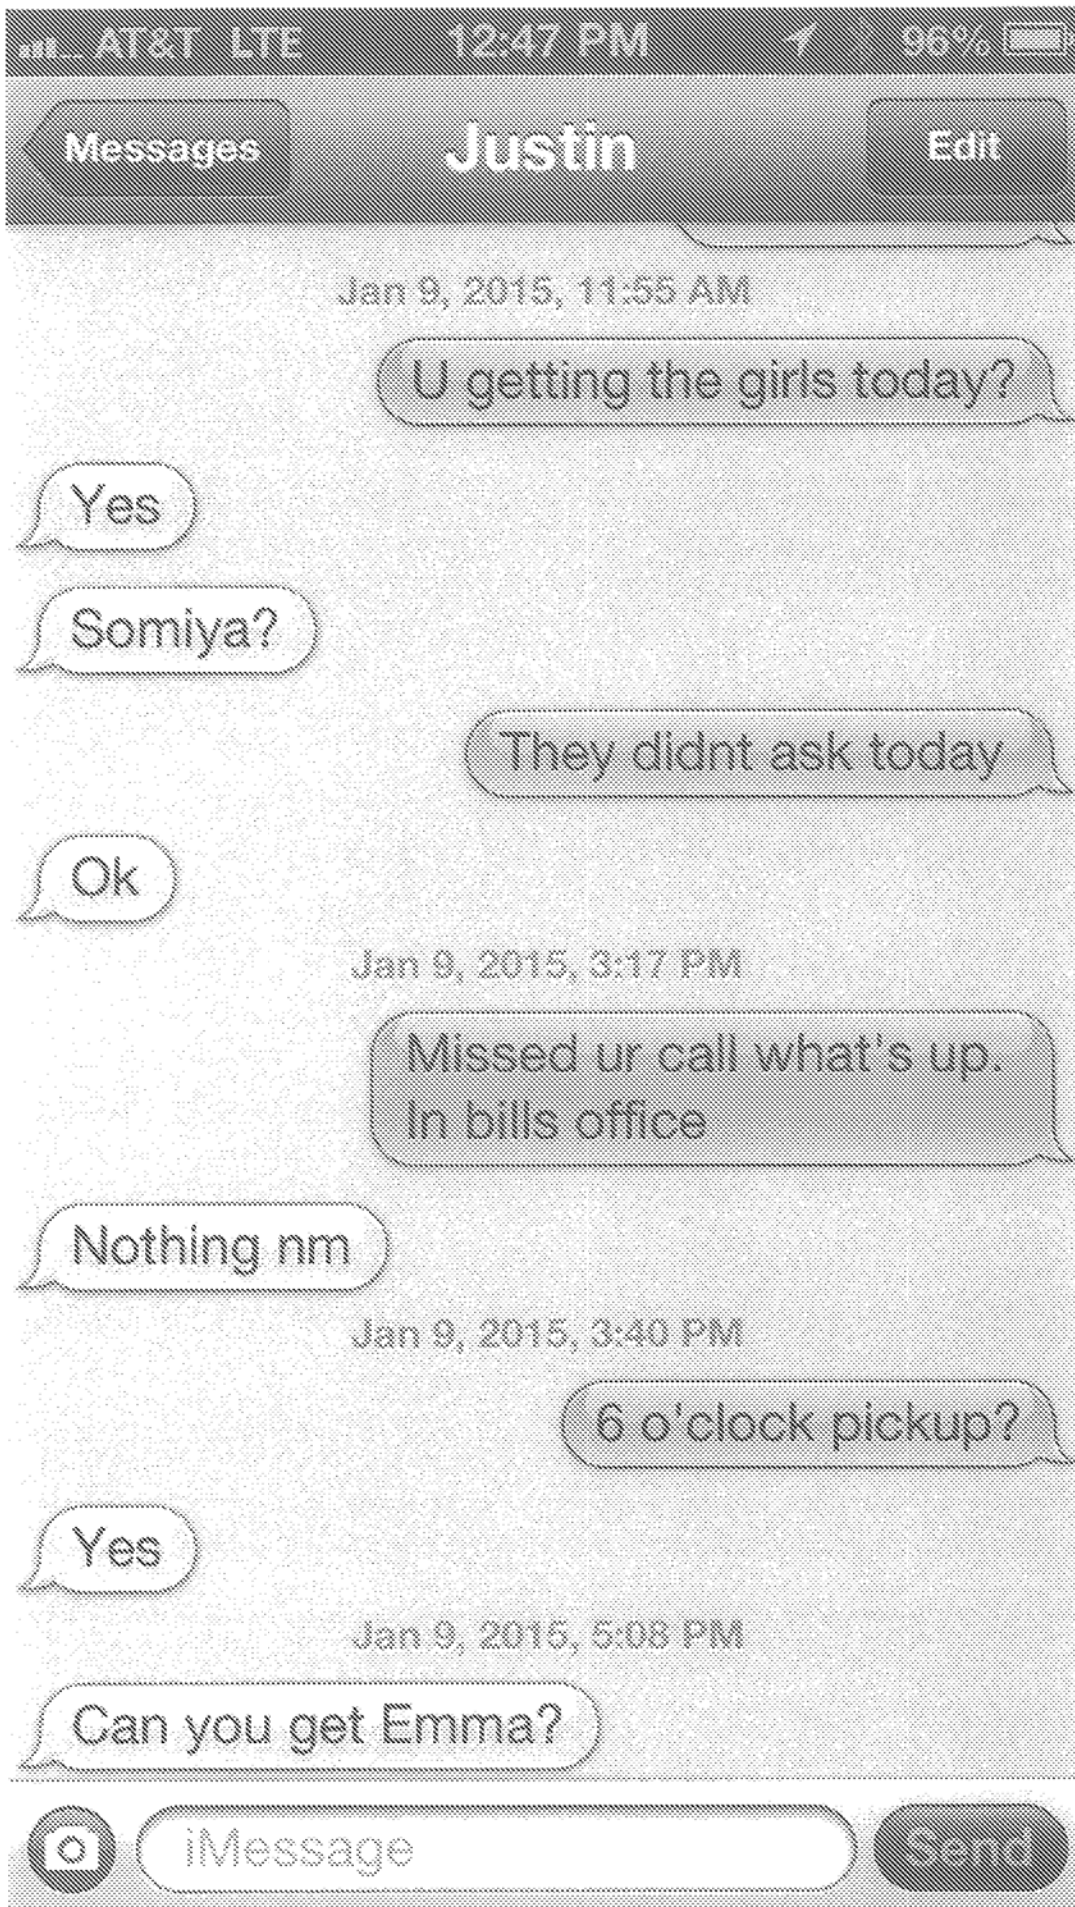 AT&T LTE 12:47 PM 96%
Messages Justin Edit
Jan 9, 2015, 11:55 AM
U getting the girls today?
Yes
Somiya?
They didnt ask today
Ok
Jan 9, 2015, 3:17 PM
Missed ur call what's up.
In bills office
Nothing nm
Jan 9, 2015, 3:40 PM
6 o'clock pickup?
Yes
Jan 9, 2015, 5:08 PM
Can you get Emma?
iMessage Send